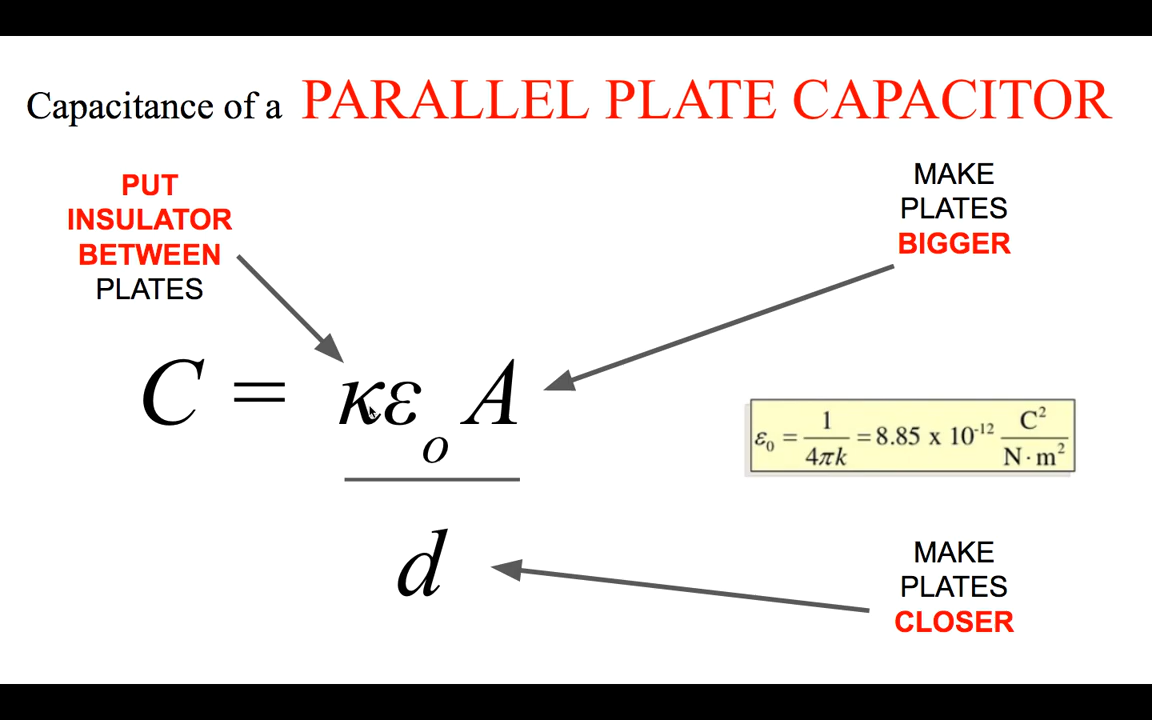 Capacitance of a PARALLEL PLATE CAPACITOR
PUT
INSULATOR
BETWEEN
PLATES
MAKE
PLATES
BIGGER
C = κε₀ A
d
ε₀ = 1/4πk = 8.85 x 10⁻¹² C²/N·m²
MAKE
PLATES
CLOSER